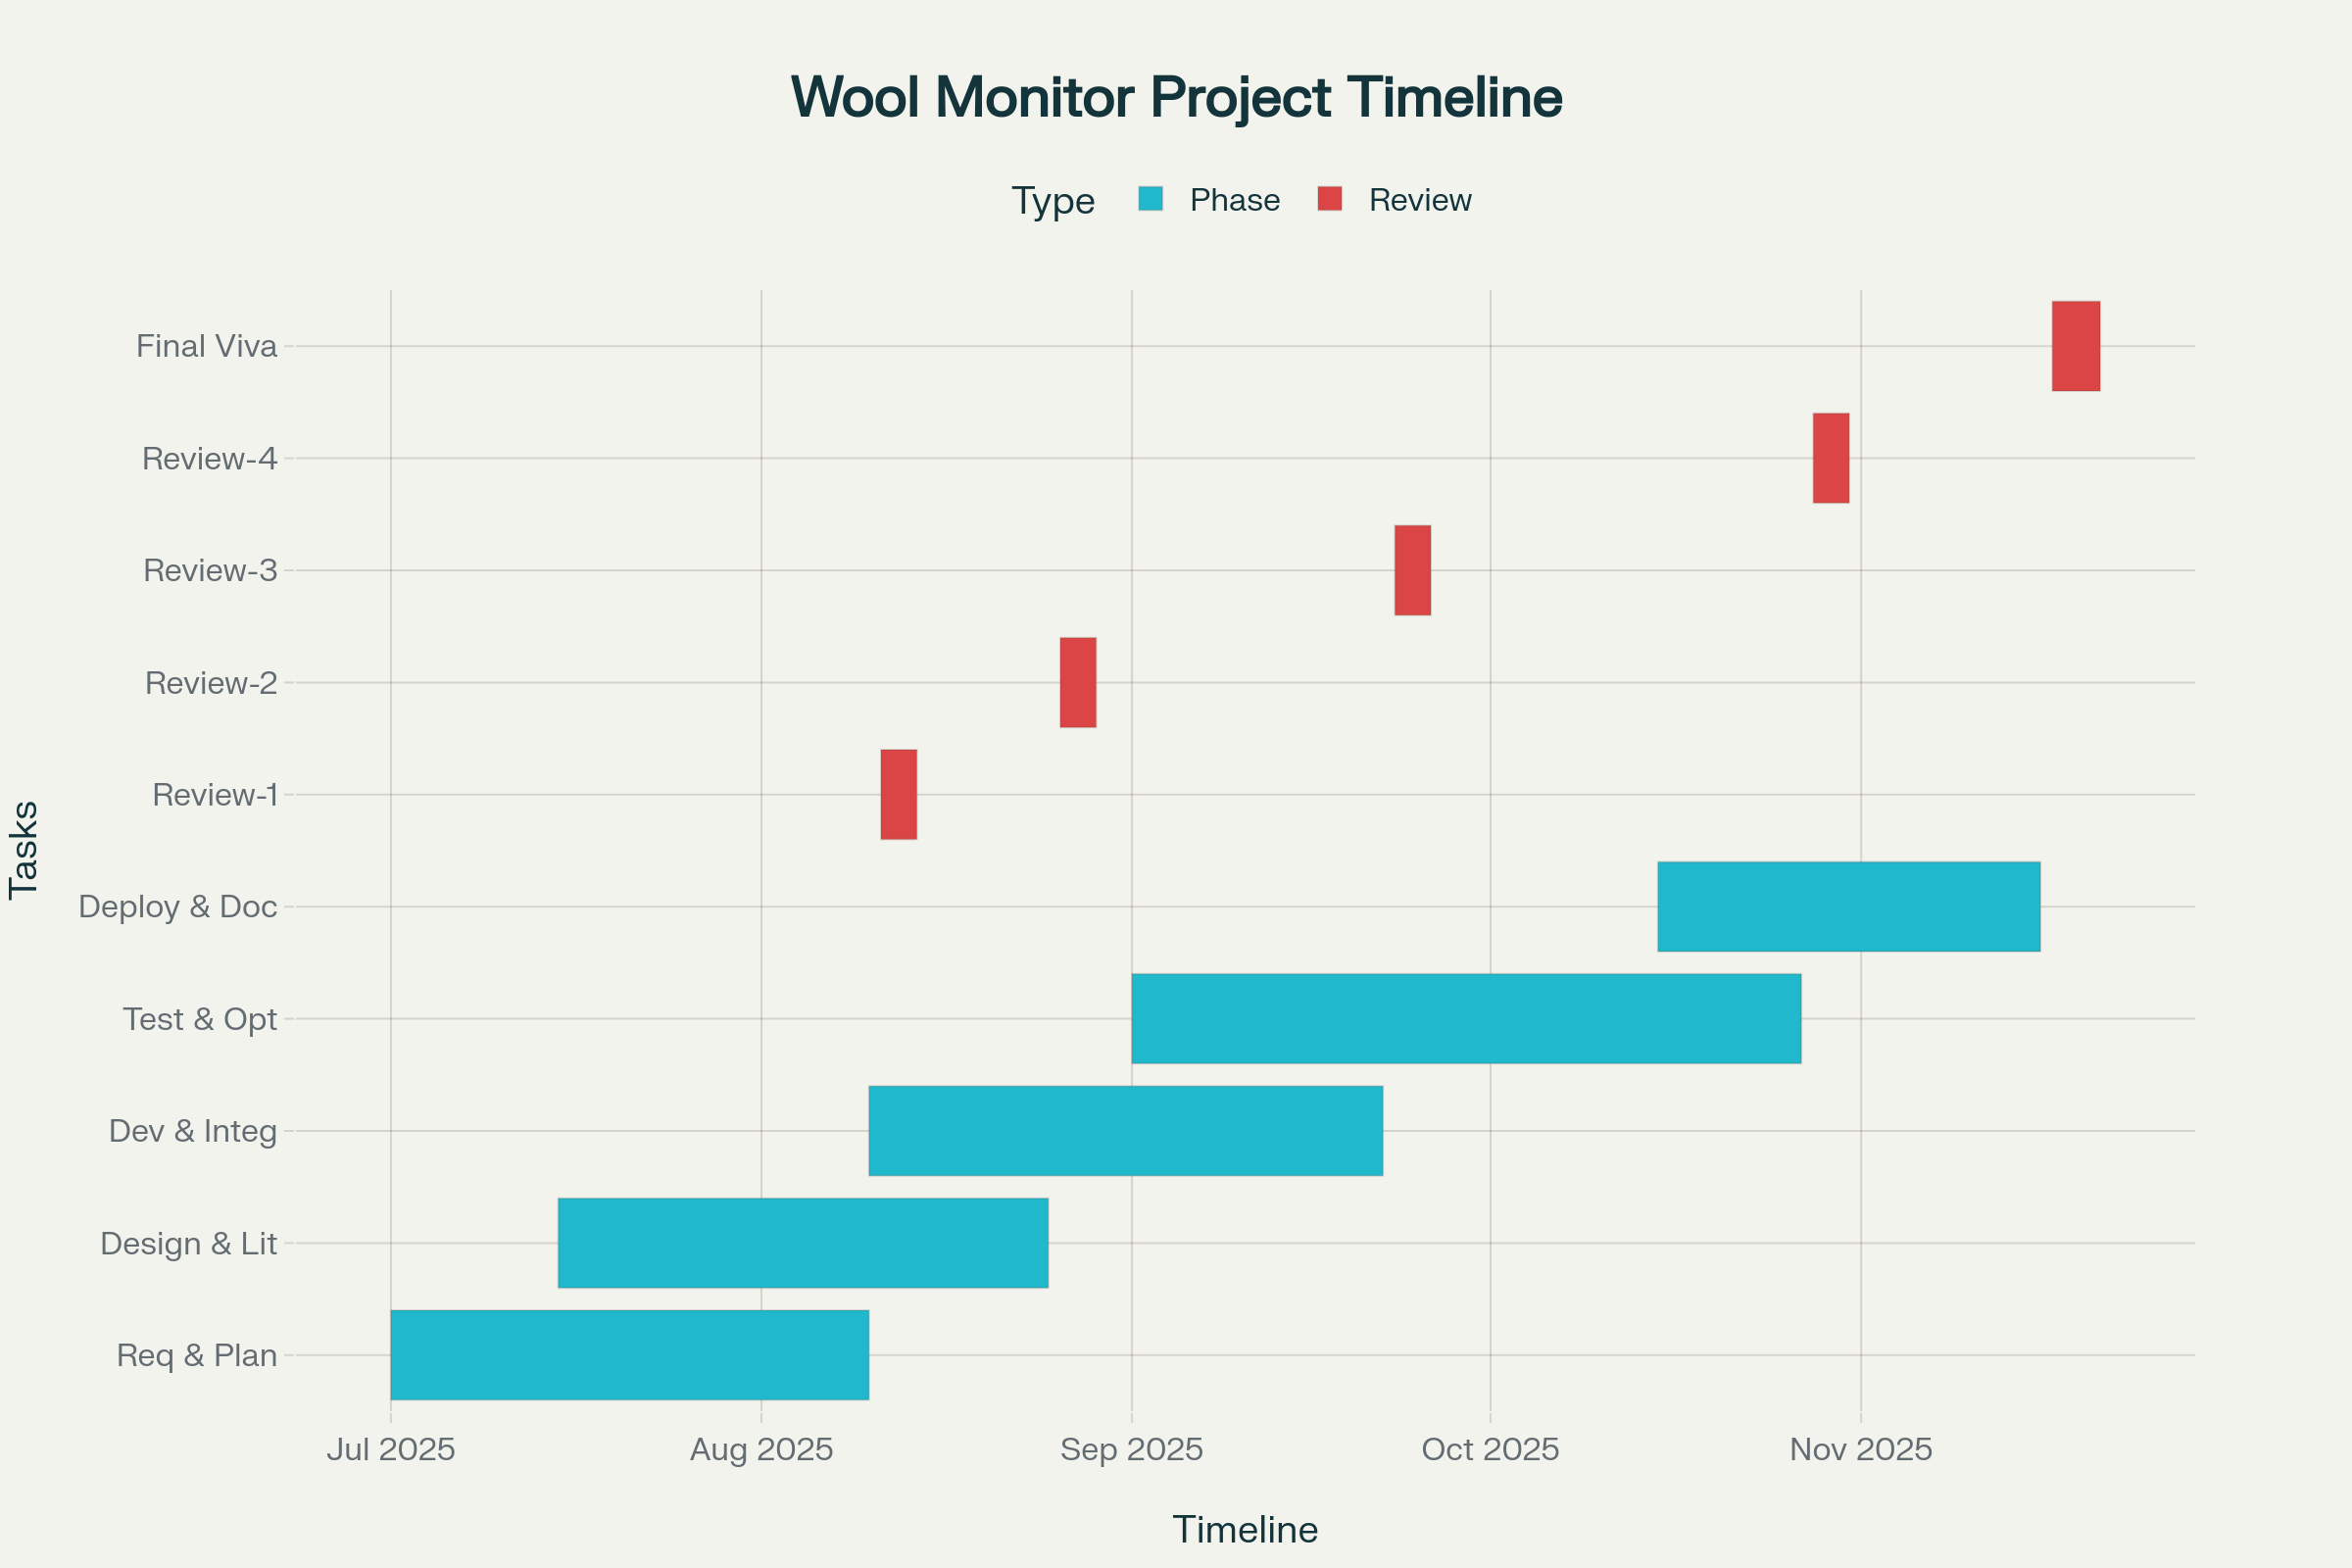 Wool Monitor Project Timeline
Type Phase Review
Final Viva
Review-4
Review-3
Review-2
Review-1
Deploy & Doc
Test & Opt
Dev & Integ
Design & Lit
Req & Plan
Tasks
Jul 2025 Aug 2025 Sep 2025 Oct 2025 Nov 2025
Timeline